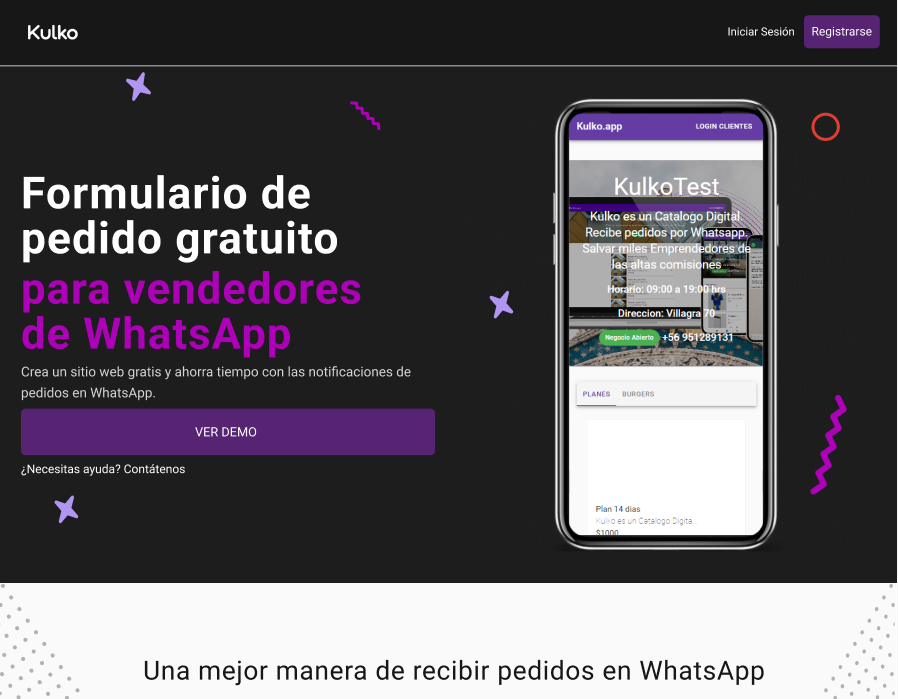 Kulko
Iniciar Sesión
Registrarse
Formulario de
pedido gratuito
para vendedores
de WhatsApp
Crea un sitio web gratis y ahorra tiempo con las notificaciones de
pedidos en WhatsApp.
VER DEMO
¿Necesitas ayuda? Contátenos
Kulko.app
LOGIN CLIENTES
KulkoTest
Kulko es un Catalogo Digital.
Recibe pedidos por Whatsapp.
Salvar miles Emprendedores de
las altas comisiones
Horario: 09:00 a 19:00 hrs
Direccion: Villagra 70
Negocio Abierto +56 951289131
PLANES BURGERS
Plan 14 dias
Kulko es un Catalogo Digita...
$1000
Una mejor manera de recibir pedidos en WhatsApp